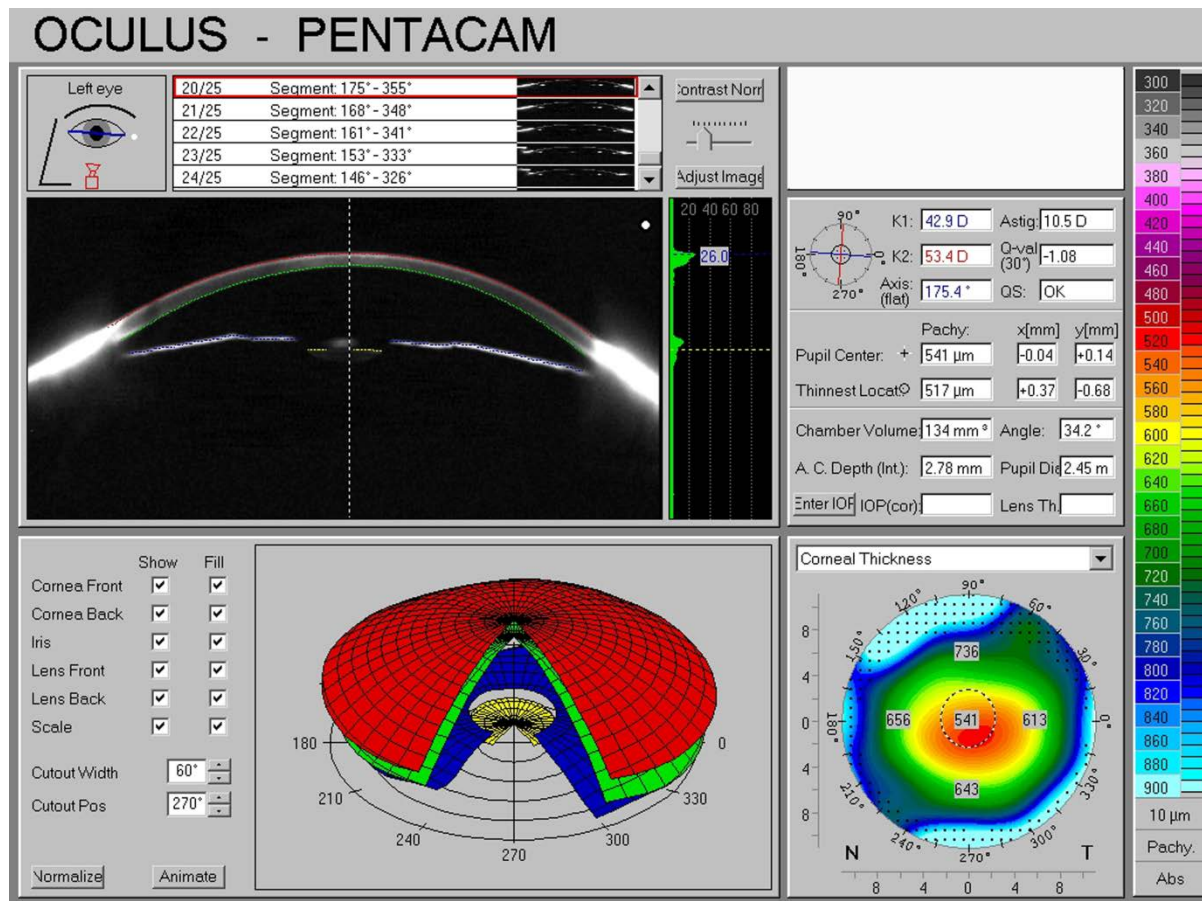 OCULUS - PENTACAM
Left eye
20/25 Segment: 175° - 355°
21/25 Segment: 168° - 348°
22/25 Segment: 161° - 341°
23/25 Segment: 153° - 333°
24/25 Segment: 146° - 326°
Contrast Norr
Adjust Image
20 40 60 80
26.0
90°
180°
0°
270°
K1: 42.9 D Astig: 10.5 D
K2: 53.4 D Q-val. (30°) -1.08
Axis: (flat) 175.4 ° QS: OK
Pachy: x[mm] y[mm]
Pupil Center: + 541 µm -0.04 +0.14
Thinnest Locat: 517 µm +0.37 -0.68
Chamber Volume: 134 mm ³ Angle: 34.2 °
A. C. Depth (Int.): 2.78 mm Pupil Dia 2.45 m
Enter IOP IOP(cor): Lens Th.
Show Fill
Cornea Front
Cornea Back
Iris
Lens Front
Lens Back
Scale
Cutout Width 60°
Cutout Pos 270°
Normalize Animate
180
210
240
270
300
330
0
Corneal Thickness
90°
120° 60°
150° 30°
180° 0°
210° 330°
240° 300°
270°
736
656 541 613
643
8
4
0
4
8
N T
8 4 0 4 8
300
320
340
360
380
400
420
440
460
480
500
520
540
560
580
600
620
640
660
680
700
720
740
760
780
800
820
840
860
880
900
10 µm
Pachy.
Abs